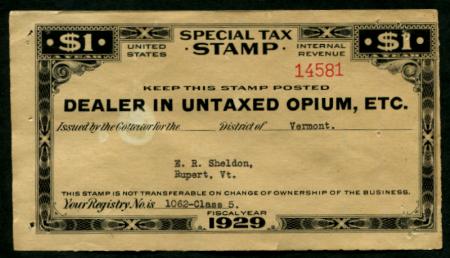 $1 UNITED STATES SPECIAL TAX STAMP INTERNAL REVENUE $1
14581
KEEP THIS STAMP POSTED
DEALER IN UNTAXED OPIUM, ETC.
Issued by the Collector for the District of Vermont.
E. R. Sheldon,
Rupert, Vt.
THIS STAMP IS NOT TRANSFERABLE ON CHANGE OF OWNERSHIP OF THE BUSINESS.
Your Registry No. is 1062-Class 5.
FISCAL YEAR
1929